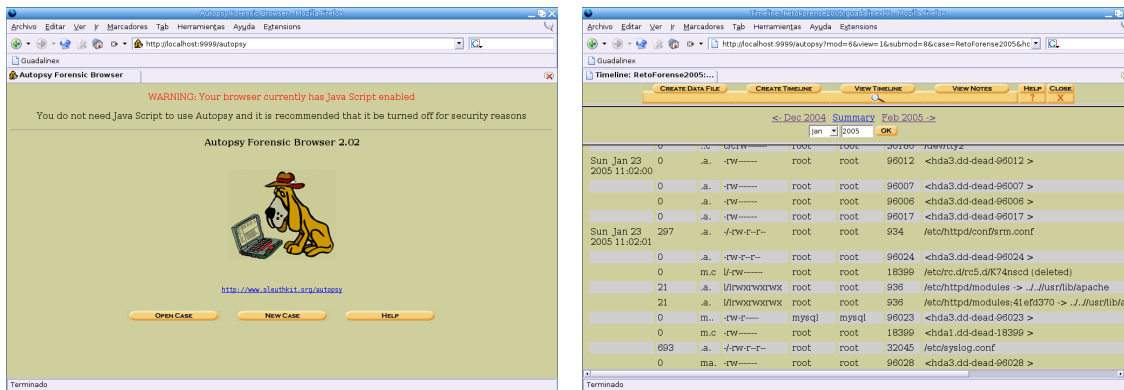 Autopsy Forensic Browser - Mozilla Firefox
Archivo Editar Ver Ir Marcadores Tab Herramientas Ayuda Extensions
http://localhost:9999/autopsy
Guadalinex
Autopsy Forensic Browser
WARNING: Your browser currently has Java Script enabled
You do not need Java Script to use Autopsy and it is recommended that it be turned off for security reasons
Autopsy Forensic Browser 2.02
http://www.sleuthkit.org/autopsy
OPEN CASE NEW CASE HELP
Terminado
Timeline: RetoForense2005:guadalinexRF1 - Mozilla Firefox
Archivo Editar Ver Ir Marcadores Tab Herramientas Ayuda Extensions
http://localhost:9999/autopsy?mod=6&view=1&submod=8&case=RetoForense2005&hc
Guadalinex
Timeline: RetoForense2005:...
CREATE DATA FILE CREATE TIMELINE VIEW TIMELINE VIEW NOTES HELP CLOSE
? X
<- Dec 2004 Summary Feb 2005 ->
Jan 2005 OK
0 ..c c/crw------- root root 30160 /dev/tty2
Sun Jan 23 2005 11:02:00 0 .a. -rw------- root root 96012 <hda3.dd-dead-96012 >
0 .a. -rw------- root root 96007 <hda3.dd-dead-96007 >
0 .a. -rw------- root root 96006 <hda3.dd-dead-96006 >
0 .a. -rw------- root root 96017 <hda3.dd-dead-96017 >
Sun Jan 23 2005 11:02:01 297 .a. -/-rw-r--r-- root root 934 /etc/httpd/conf/srm.conf
0 .a. -rw-r--r-- root root 96024 <hda3.dd-dead-96024 >
0 m.c l/-rw------- root root 18399 /etc/rc.d/rc5.d/K74nscd (deleted)
21 .a. l/lrwxrwxrwx root root 936 /etc/httpd/modules -> ../..//usr/lib/apache
21 .a. l/lrwxrwxrwx root root 936 /etc/httpd/modules;41efd370 -> ../..//usr/lib/a
0 m.. -rw-r----- mysql mysql 96023 <hda3.dd-dead-96023 >
0 m.c -rw------- root root 18399 <hda1.dd-dead-18399 >
693 .a. -/-rw-r--r-- root root 32045 /etc/syslog.conf
0 ma. -rw------- root root 96028 <hda3.dd-dead-96028 >
Terminado